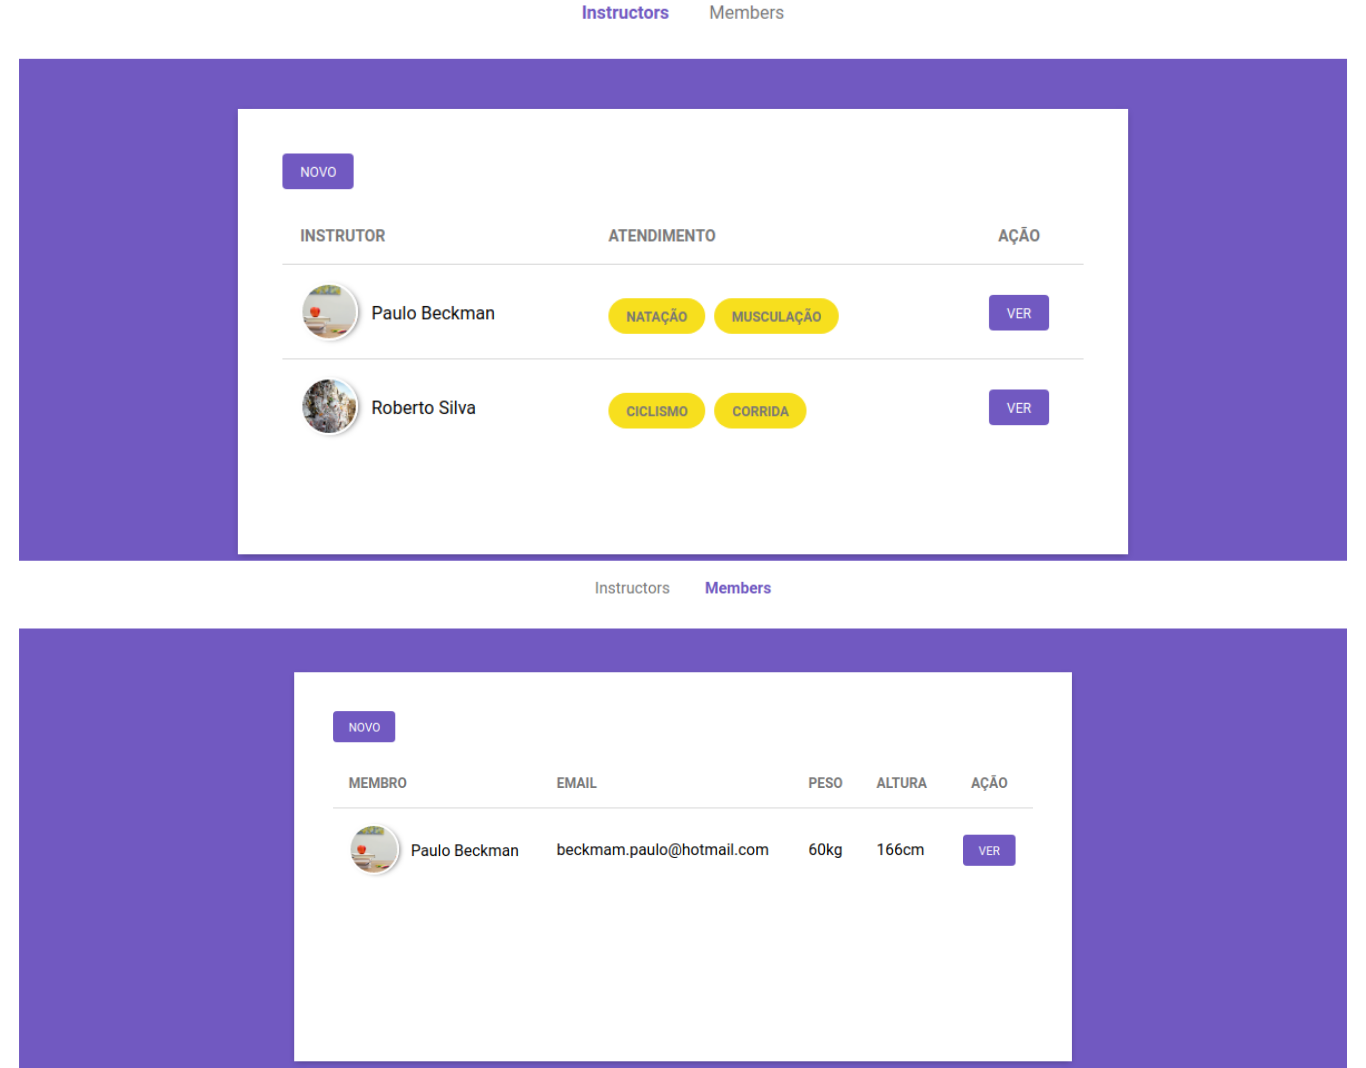 Instructors Members
NOVO
INSTRUTOR ATENDIMENTO AÇÃO
Paulo Beckman NATAÇÃO MUSCULAÇÃO VER
Roberto Silva CICLISMO CORRIDA VER
Instructors Members
NOVO
MEMBRO EMAIL PESO ALTURA AÇÃO
Paulo Beckman beckmam.paulo@hotmail.com 60kg 166cm VER